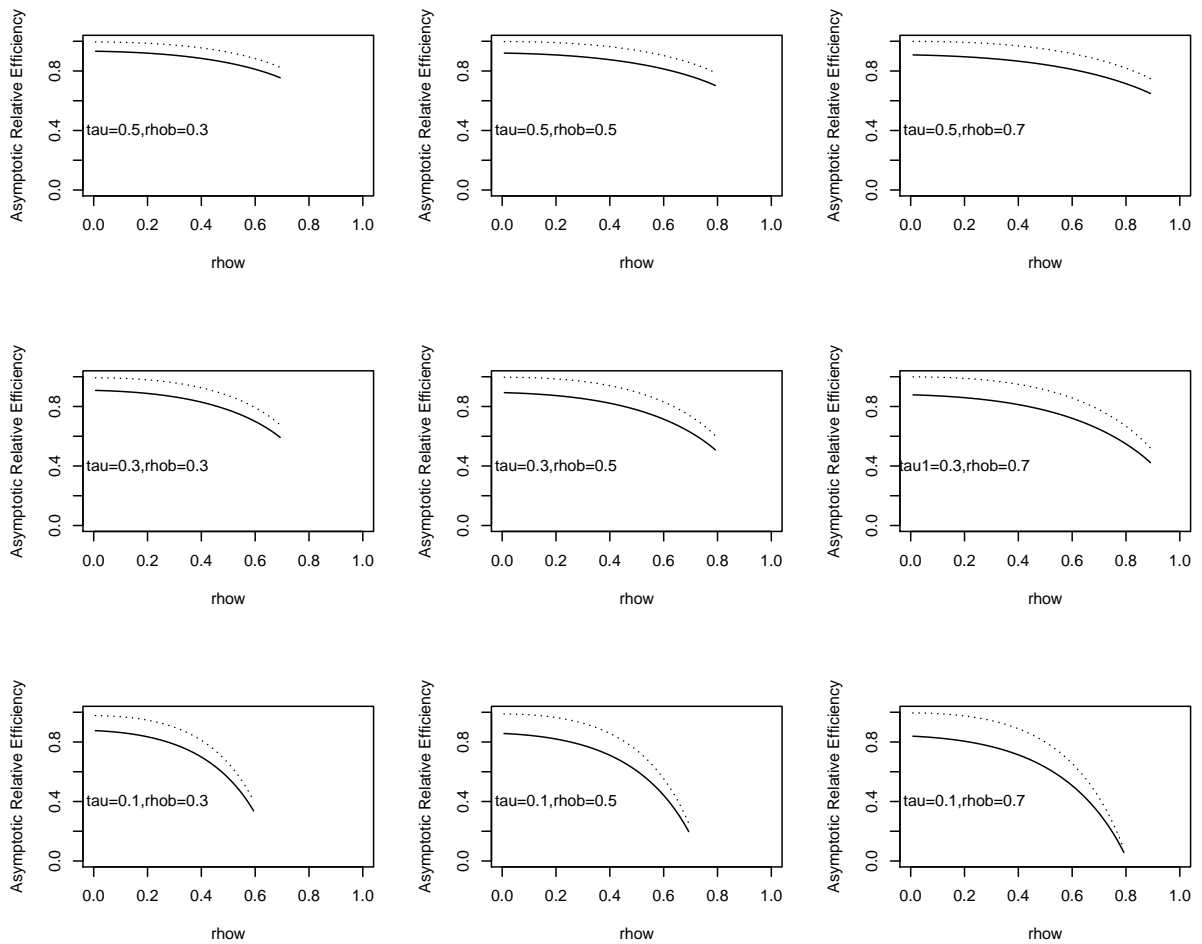 Asymptotic Relative Efficiency
0.0 0.4 0.8
tau=0.5,rhob=0.3
0.0 0.2 0.4 0.6 0.8 1.0
rhow
Asymptotic Relative Efficiency
0.0 0.4 0.8
tau=0.5,rhob=0.5
0.0 0.2 0.4 0.6 0.8 1.0
rhow
Asymptotic Relative Efficiency
0.0 0.4 0.8
tau=0.5,rhob=0.7
0.0 0.2 0.4 0.6 0.8 1.0
rhow
Asymptotic Relative Efficiency
0.0 0.4 0.8
tau=0.3,rhob=0.3
0.0 0.2 0.4 0.6 0.8 1.0
rhow
Asymptotic Relative Efficiency
0.0 0.4 0.8
tau=0.3,rhob=0.5
0.0 0.2 0.4 0.6 0.8 1.0
rhow
Asymptotic Relative Efficiency
0.0 0.4 0.8
tau1=0.3,rhob=0.7
0.0 0.2 0.4 0.6 0.8 1.0
rhow
Asymptotic Relative Efficiency
0.0 0.4 0.8
tau=0.1,rhob=0.3
0.0 0.2 0.4 0.6 0.8 1.0
rhow
Asymptotic Relative Efficiency
0.0 0.4 0.8
tau=0.1,rhob=0.5
0.0 0.2 0.4 0.6 0.8 1.0
rhow
Asymptotic Relative Efficiency
0.0 0.4 0.8
tau=0.1,rhob=0.7
0.0 0.2 0.4 0.6 0.8 1.0
rhow